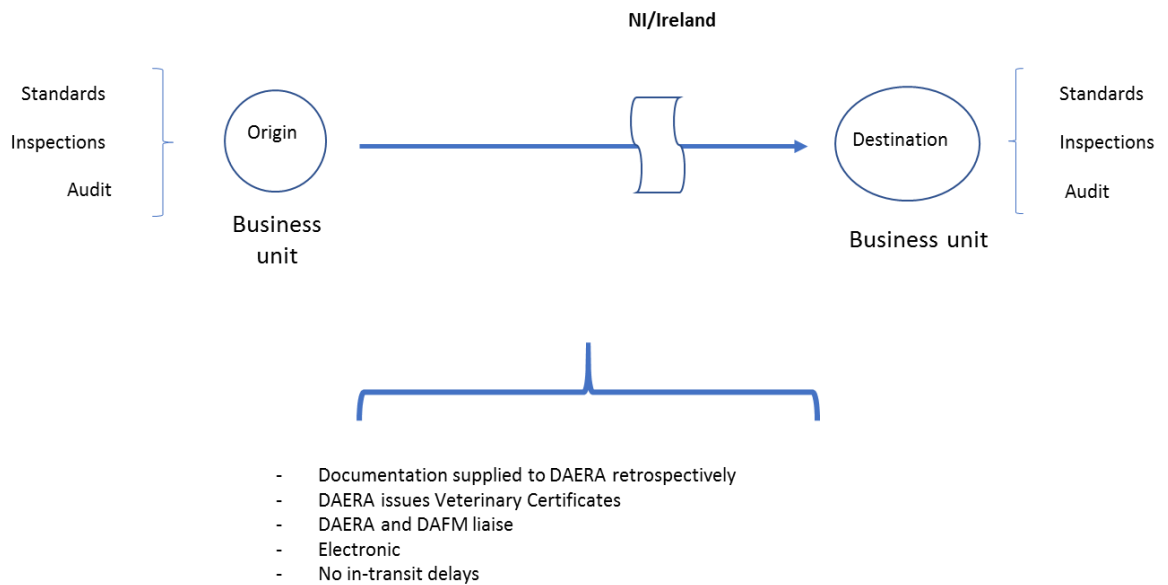 NI/Ireland
Standards
Inspections
Audit
Origin
Business
unit
Destination
Business unit
Standards
Inspections
Audit
- Documentation supplied to DAERA retrospectively
- DAERA issues Veterinary Certificates
- DAERA and DAFM liaise
- Electronic
- No in-transit delays